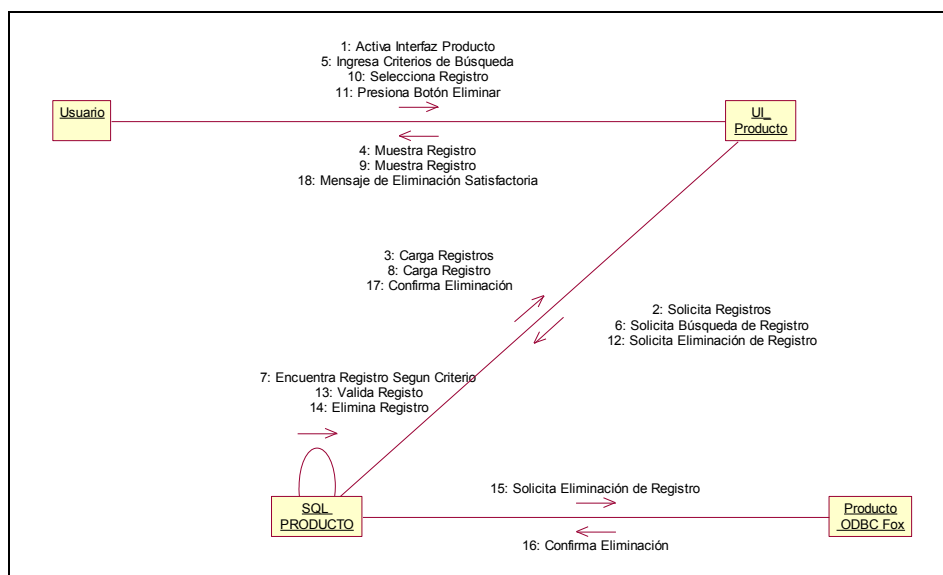 1: Activa Interfaz Producto
5: Ingresa Criterios de Búsqueda
10: Selecciona Registro
11: Presiona Botón Eliminar
Usuario
UI_
Producto
4: Muestra Registro
9: Muestra Registro
18: Mensaje de Eliminación Satisfactoria
3: Carga Registros
8: Carga Registro
17: Confirma Eliminación
2: Solicita Registros
6: Solicita Búsqueda de Registro
12: Solicita Eliminación de Registro
7: Encuentra Registro Segun Criterio
13: Valida Registo
14: Elimina Registro
SQL_
PRODUCTO
15: Solicita Eliminación de Registro
Producto
_ODBC Fox
16: Confirma Eliminación